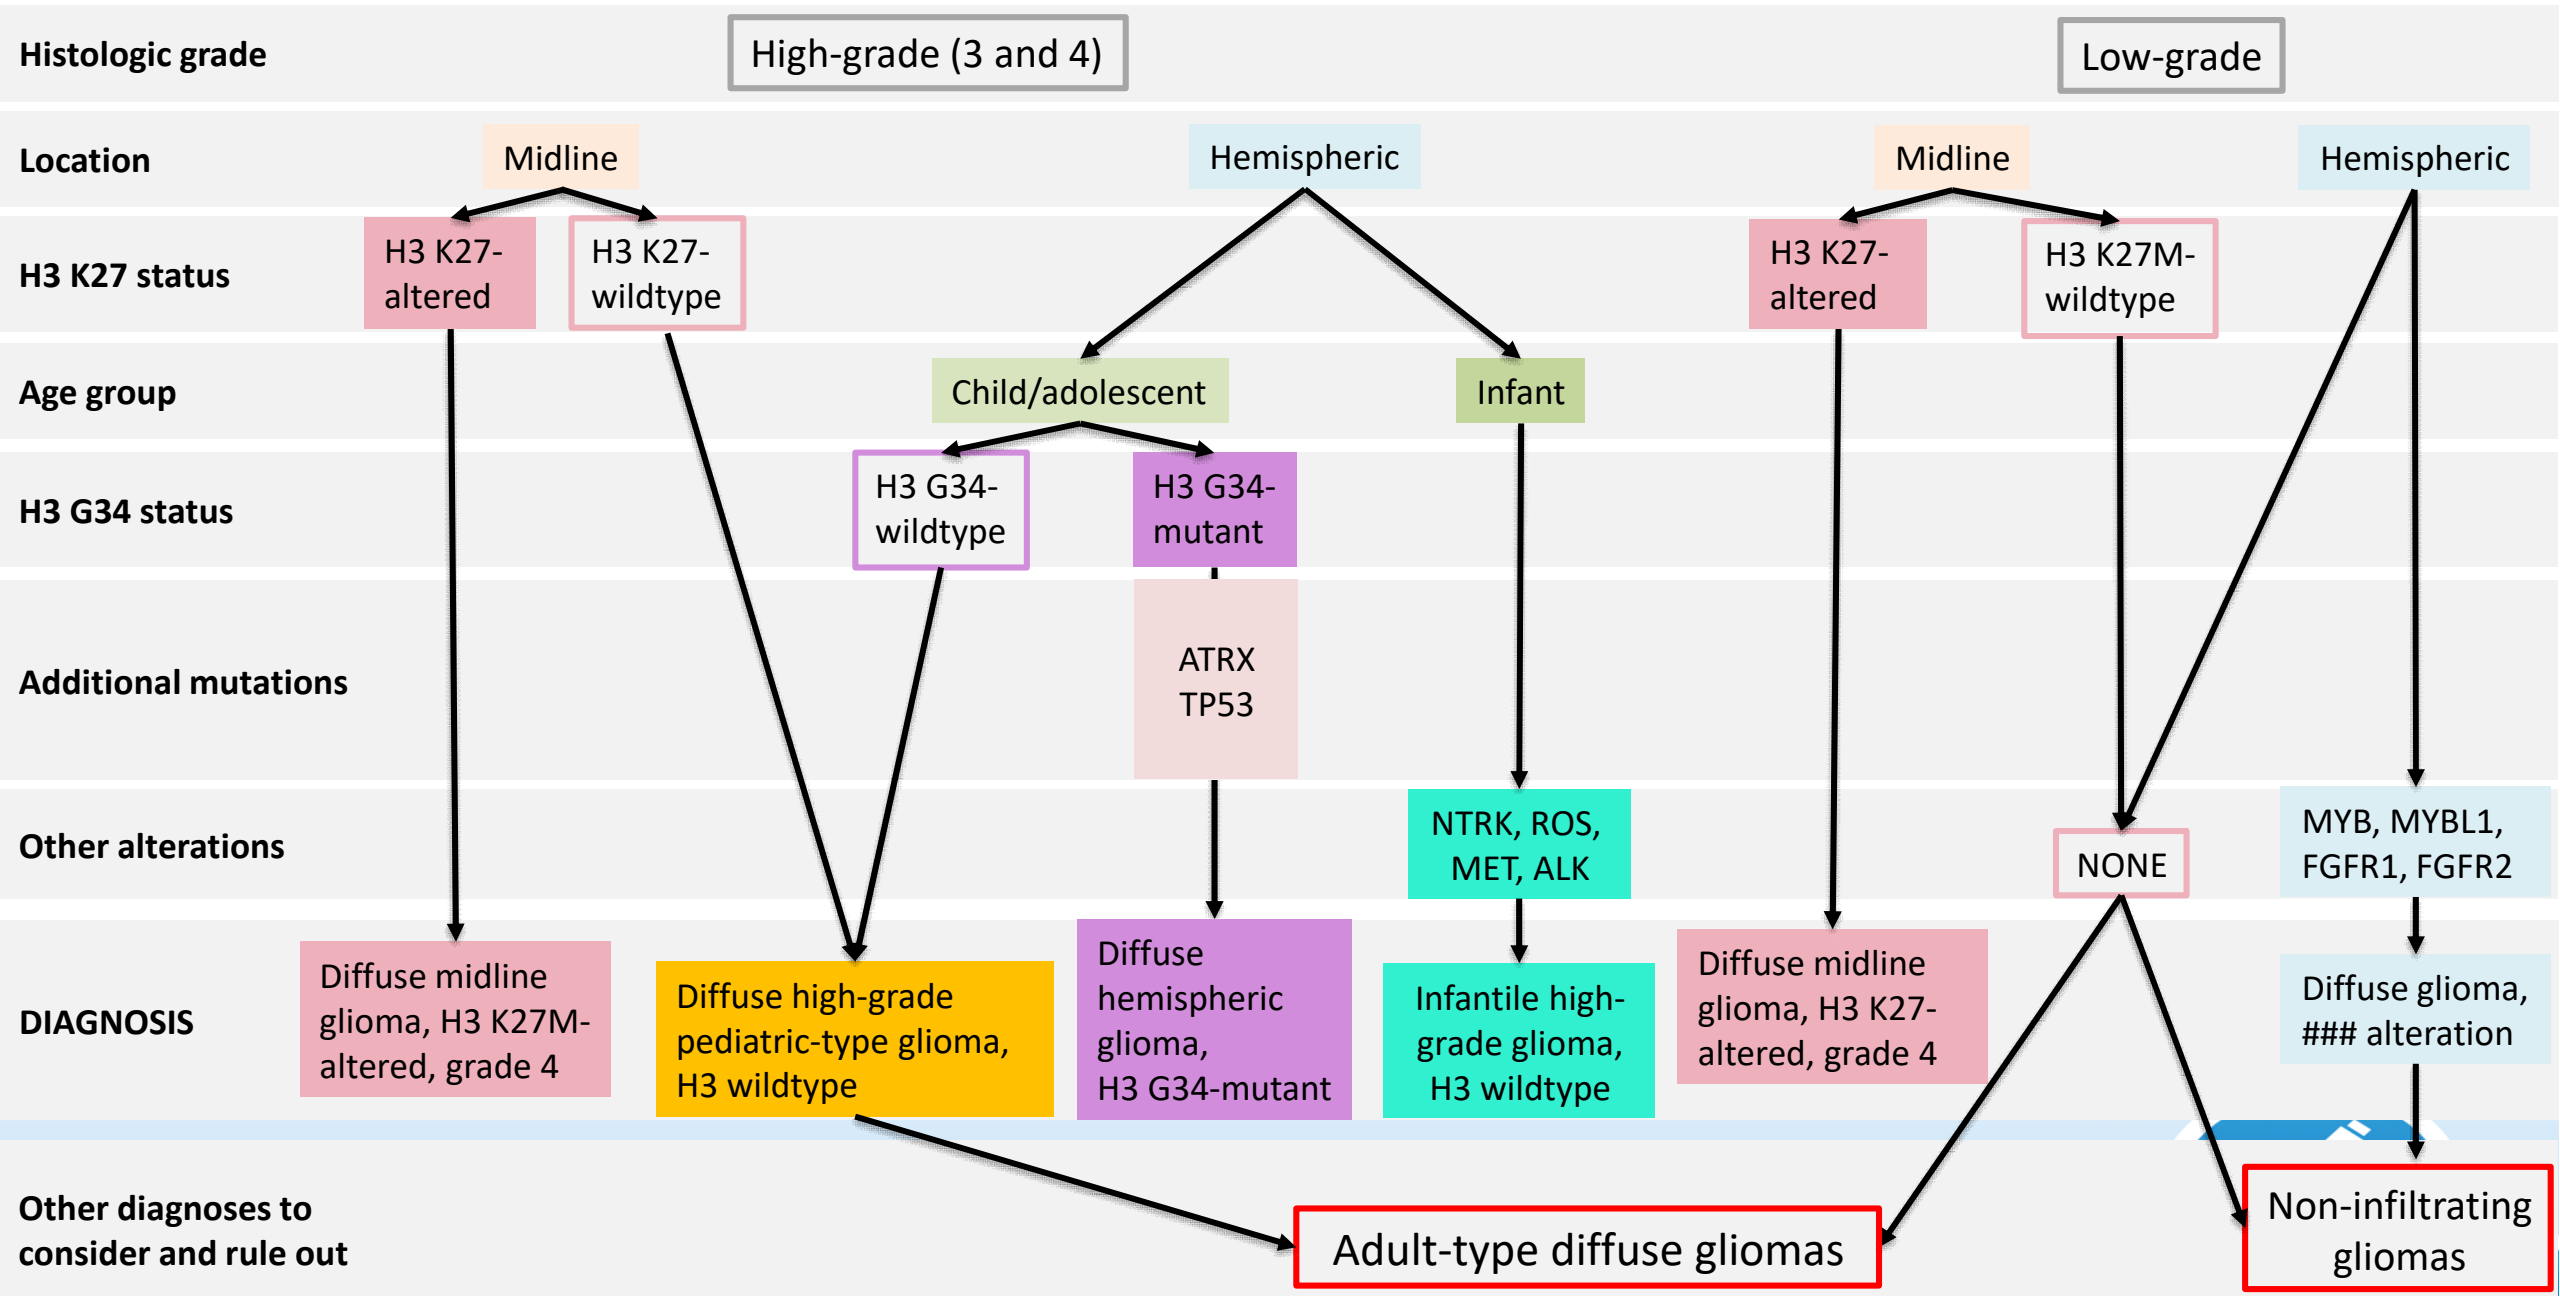 Histologic grade
High-grade (3 and 4)
Low-grade
Location
Midline
Hemispheric
Midline
Hemispheric
H3 K27 status
H3 K27-
altered
H3 K27-
wildtype
H3 K27-
altered
H3 K27M-
wildtype
Age group
Child/adolescent
Infant
H3 G34 status
H3 G34-
wildtype
H3 G34-
mutant
Additional mutations
ATRX
TP53
Other alterations
NTRK, ROS,
MET, ALK
NONE
MYB, MYBL1,
FGFR1, FGFR2
DIAGNOSIS
Diffuse midline
glioma, H3 K27M-
altered, grade 4
Diffuse high-grade
pediatric-type glioma,
H3 wildtype
Diffuse
hemispheric
glioma,
H3 G34-mutant
Infantile high-
grade glioma,
H3 wildtype
Diffuse midline
glioma, H3 K27-
altered, grade 4
Diffuse glioma,
### alteration
Other diagnoses to
consider and rule out
Adult-type diffuse gliomas
Non-infiltrating
gliomas